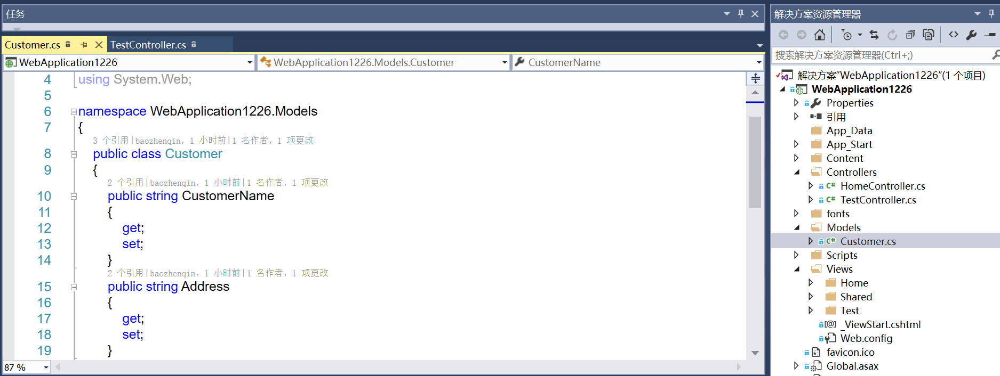 任务
Customer.cs
TestController.cs
WebApplication1226
WebApplication1226.Models.Customer
CustomerName
4 using System.Web;
5
6 namespace WebApplication1226.Models
7 {
3 个引用|baozhenqin，1 小时前|1 名作者，1 项更改
8 public class Customer
9 {
2 个引用|baozhenqin，1 小时前|1 名作者，1 项更改
10 public string CustomerName
11 {
12 get;
13 set;
14 }
2 个引用|baozhenqin，1 小时前|1 名作者，1 项更改
15 public string Address
16 {
17 get;
18 set;
19 }
87 %
解决方案资源管理器
搜索解决方案资源管理器(Ctrl+;)
解决方案“WebApplication1226”(1 个项目)
WebApplication1226
Properties
引用
App_Data
App_Start
Content
Controllers
C# HomeController.cs
C# TestController.cs
fonts
Models
C# Customer.cs
Scripts
Views
Home
Shared
Test
[@] _ViewStart.cshtml
Web.config
favicon.ico
Global.asax